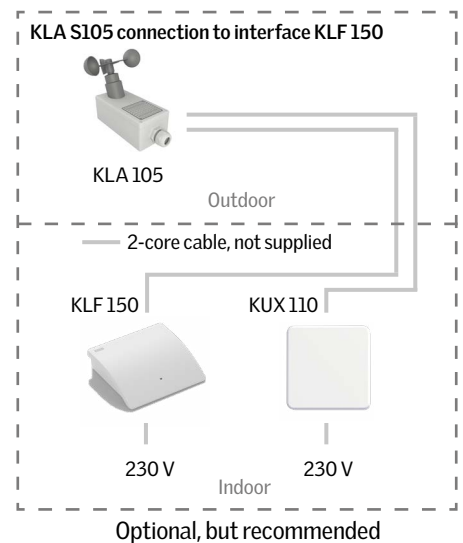 KLA S105 connection to interface KLF 150
KLA 105
Outdoor
2-core cable, not supplied
KLF 150
KUX 110
230 V
230 V
Indoor
Optional, but recommended